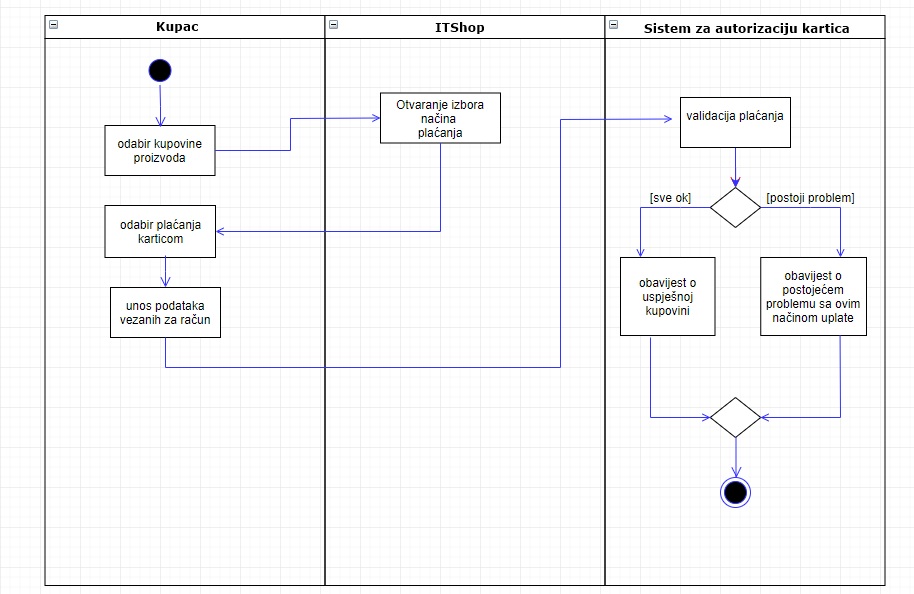 Kupac
ITShop
Sistem za autorizaciju kartica
odabir kupovine
proizvoda
Otvaranje izbora
načina
plaćanja
validacija plaćanja
odabir plaćanja
karticom
unos podataka
vezanih za račun
[sve ok]
[postoji problem]
obavijest o
uspješnoj
kupovini
obavijest o
postojećem
problemu sa ovim
načinom uplate